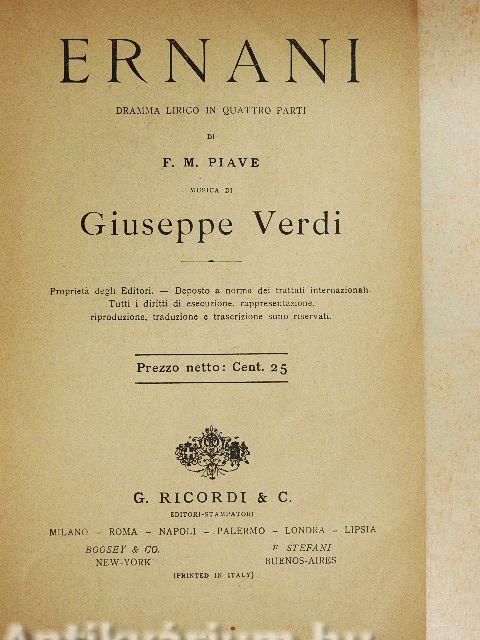 ERNANI
DRAMMA LIRICO IN QUATTRO PARTI
DI
F. M. PIAVE
MUSICA DI
Giuseppe Verdi
Proprietà degli Editori. — Deposto a norma dei trattati internazionali.
Tutti i diritti di esecuzione, rappresentazione,
riproduzione, traduzione e trascrizione sono riservati.
Prezzo netto: Cent. 25
G. RICORDI & C.
EDITORI-STAMPATORI
MILANO – ROMA – NAPOLI – PALERMO – LONDRA – LIPSIA
BOOSEY & CO. E STEFANI
NEW-YORK BUENOS-AIRES
(PRINTED IN ITALY)
Antikvárium.hu